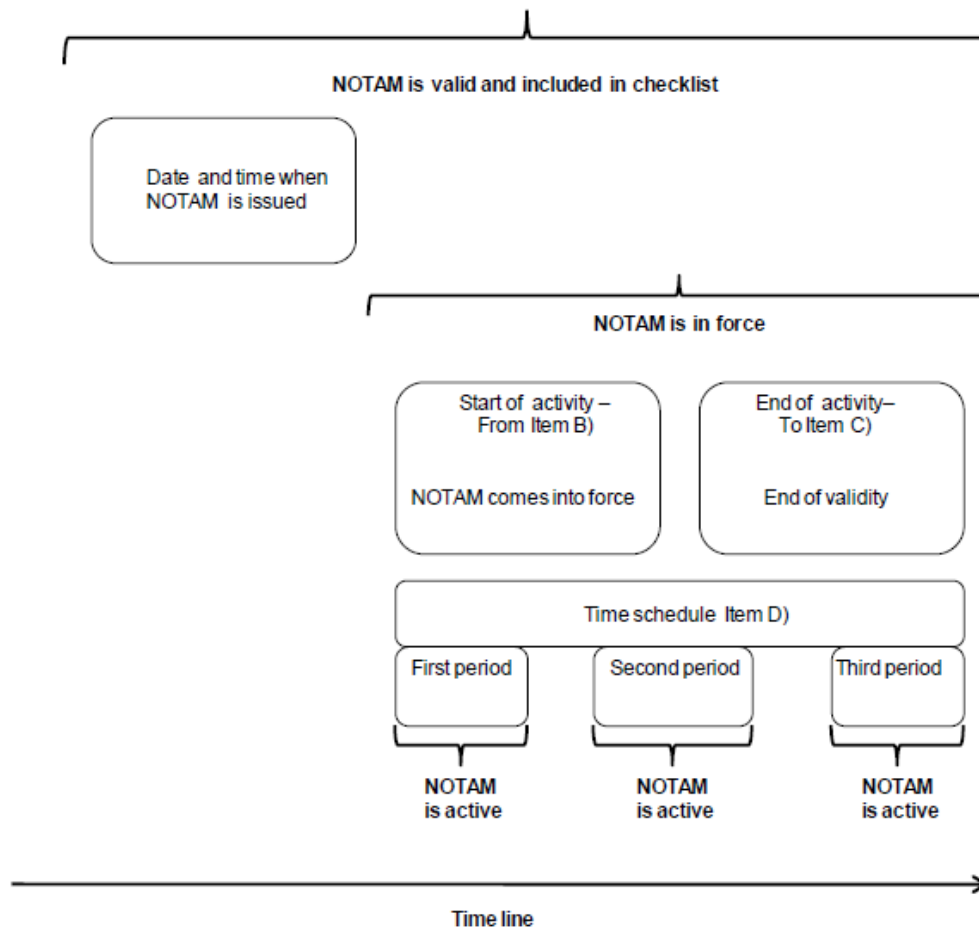 NOTAM is valid and included in checklist
Date and time when
NOTAM is issued
NOTAM is in force
Start of activity –
From Item B)
NOTAM comes into force
End of activity–
To Item C)
End of validity
Time schedule Item D)
First period
Second period
Third period
NOTAM
is active
NOTAM
is active
NOTAM
is active
Time line